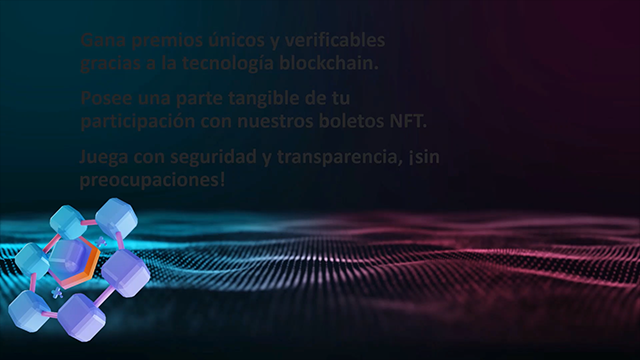 Gana premios únicos y verificables
gracias a la tecnología blockchain.
Posee una parte tangible de tu
participación con nuestros boletos NFT.
Juega con seguridad y transparencia, ¡sin
preocupaciones!